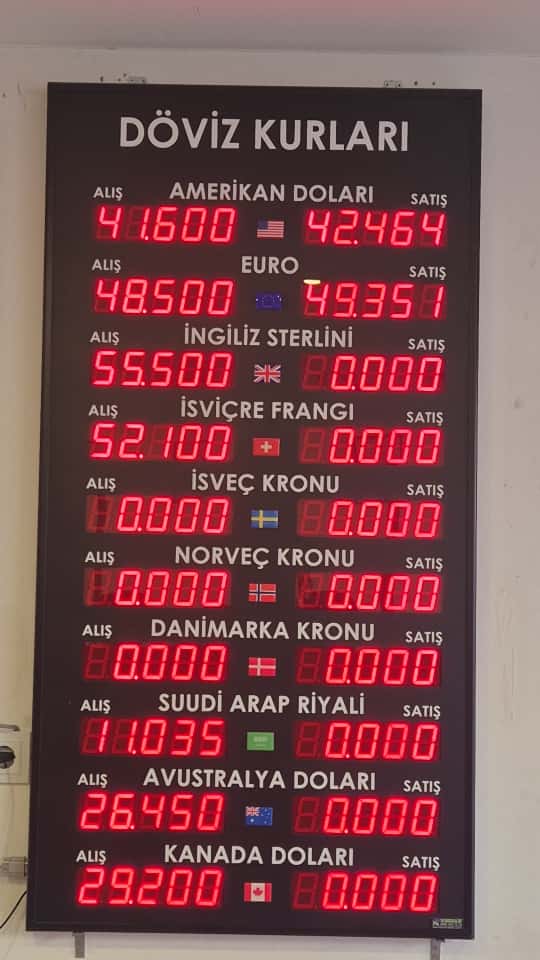 DÖVİZ KURLARI
ALIŞ AMERİKAN DOLARI SATIŞ
41.600 42.464
ALIŞ EURO SATIŞ
48.500 49.351
ALIŞ İNGİLİZ STERLİNİ SATIŞ
55.500 0.000
ALIŞ İSVİÇRE FRANGI SATIŞ
52.100 0.000
ALIŞ İSVEÇ KRONU SATIŞ
0.000 0.000
ALIŞ NORVEÇ KRONU SATIŞ
0.000 0.000
ALIŞ DANİMARKA KRONU SATIŞ
0.000 0.000
ALIŞ SUUDİ ARAP RİYALİ SATIŞ
11.035 0.000
ALIŞ AVUSTRALYA DOLARI SATIŞ
26.450 0.000
ALIŞ KANADA DOLARI SATIŞ
29.200 0.000